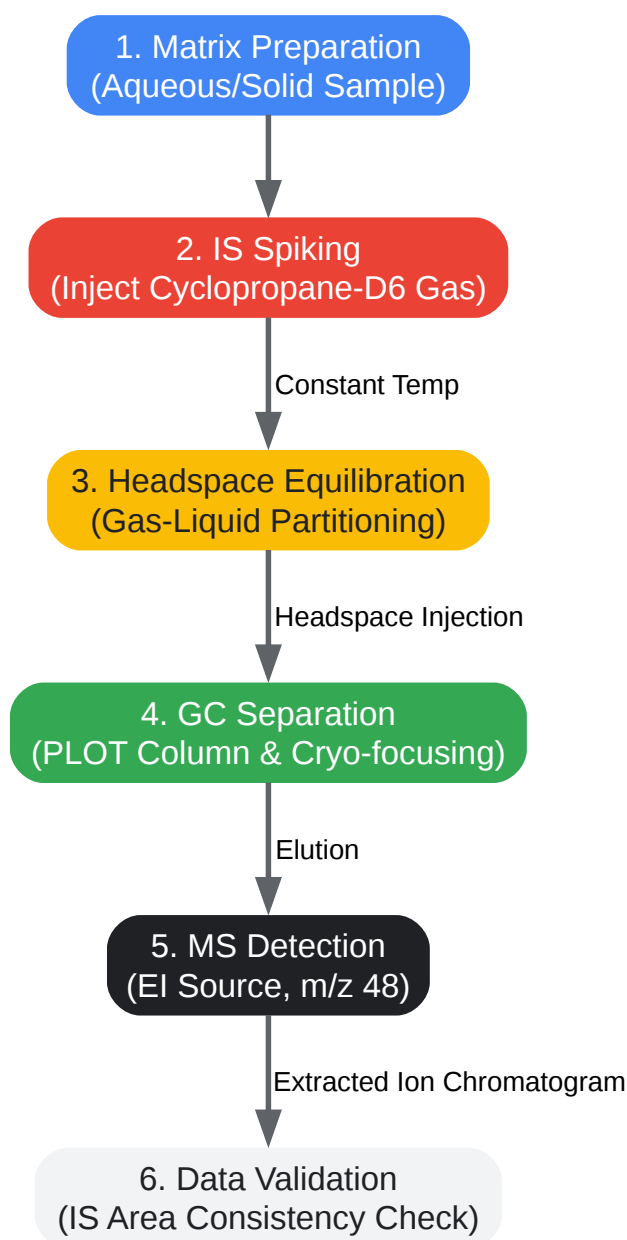 1. Matrix Preparation
(Aqueous/Solid Sample)
2. IS Spiking
(Inject Cyclopropane-D6 Gas)
Constant Temp
3. Headspace Equilibration
(Gas-Liquid Partitioning)
Headspace Injection
4. GC Separation
(PLOT Column & Cryo-focusing)
Elution
5. MS Detection
(EI Source, m/z 48)
Extracted Ion Chromatogram
6. Data Validation
(IS Area Consistency Check)